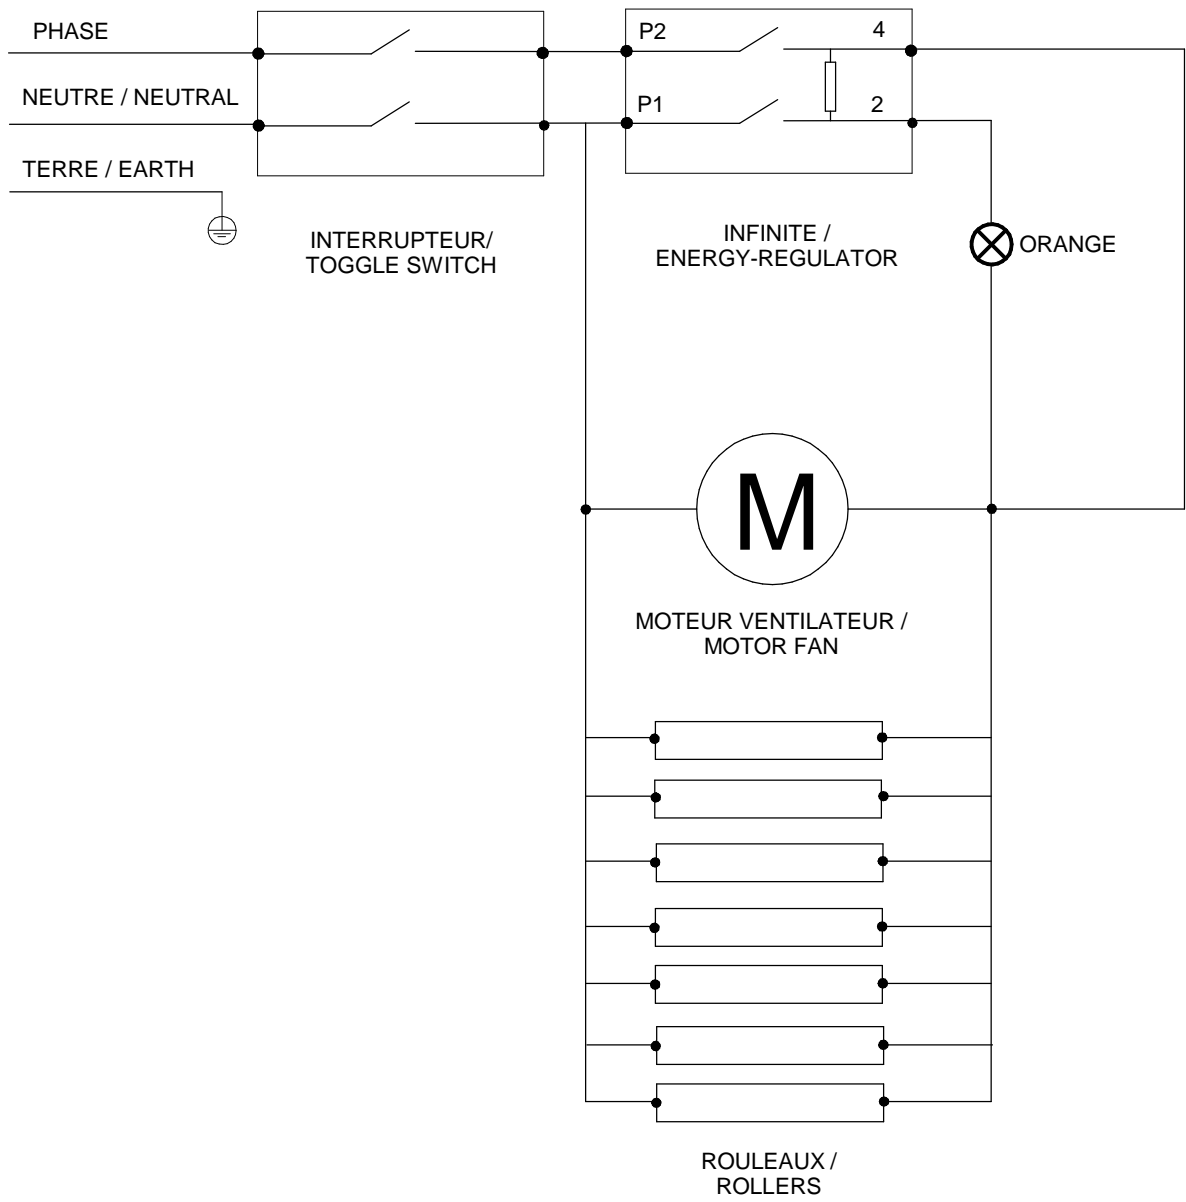 PHASE
NEUTRE / NEUTRAL
TERRE / EARTH
P2
4
P1
2
INTERRUPTEUR/
TOGGLE SWITCH
INFINITE /
ENERGY-REGULATOR
ORANGE
M
MOTEUR VENTILATEUR /
MOTOR FAN
ROULEAUX /
ROLLERS